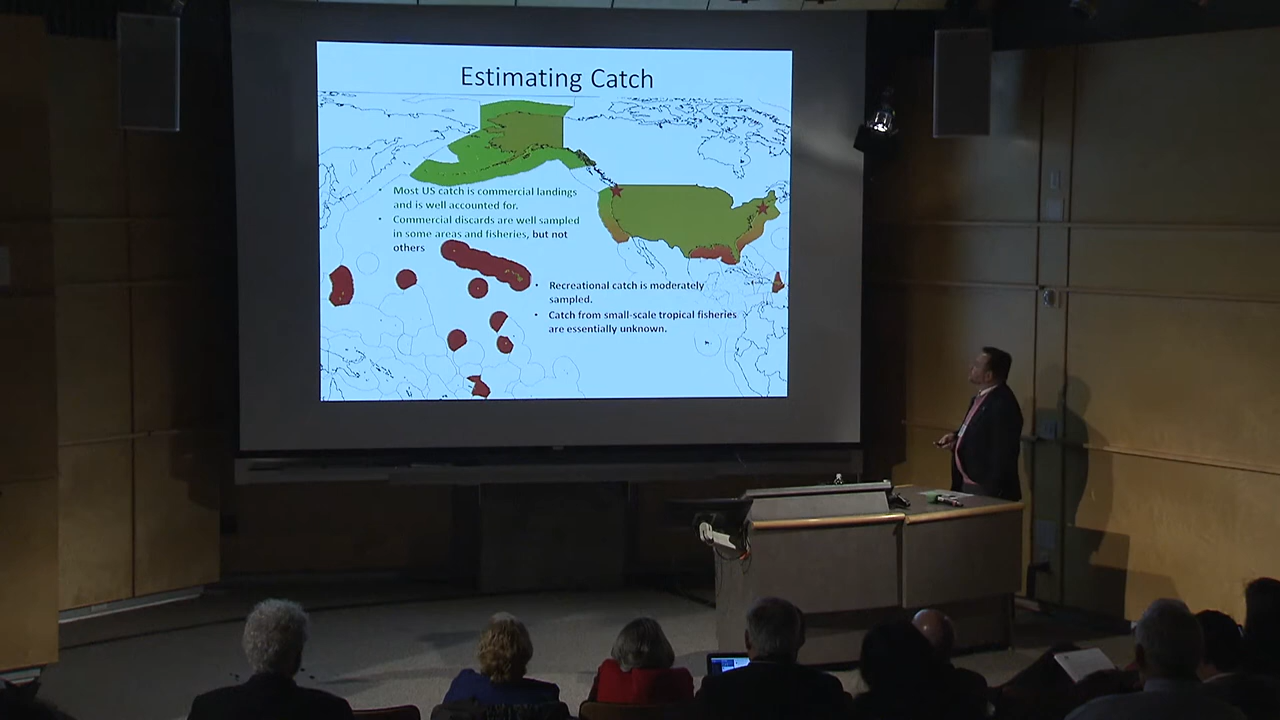 Estimating Catch
• Most US catch is commercial landings
and is well accounted for.
• Commercial discards are well sampled
in some areas and fisheries, but not
others
• Recreational catch is moderately
sampled.
• Catch from small-scale tropical fisheries
are essentially unknown.